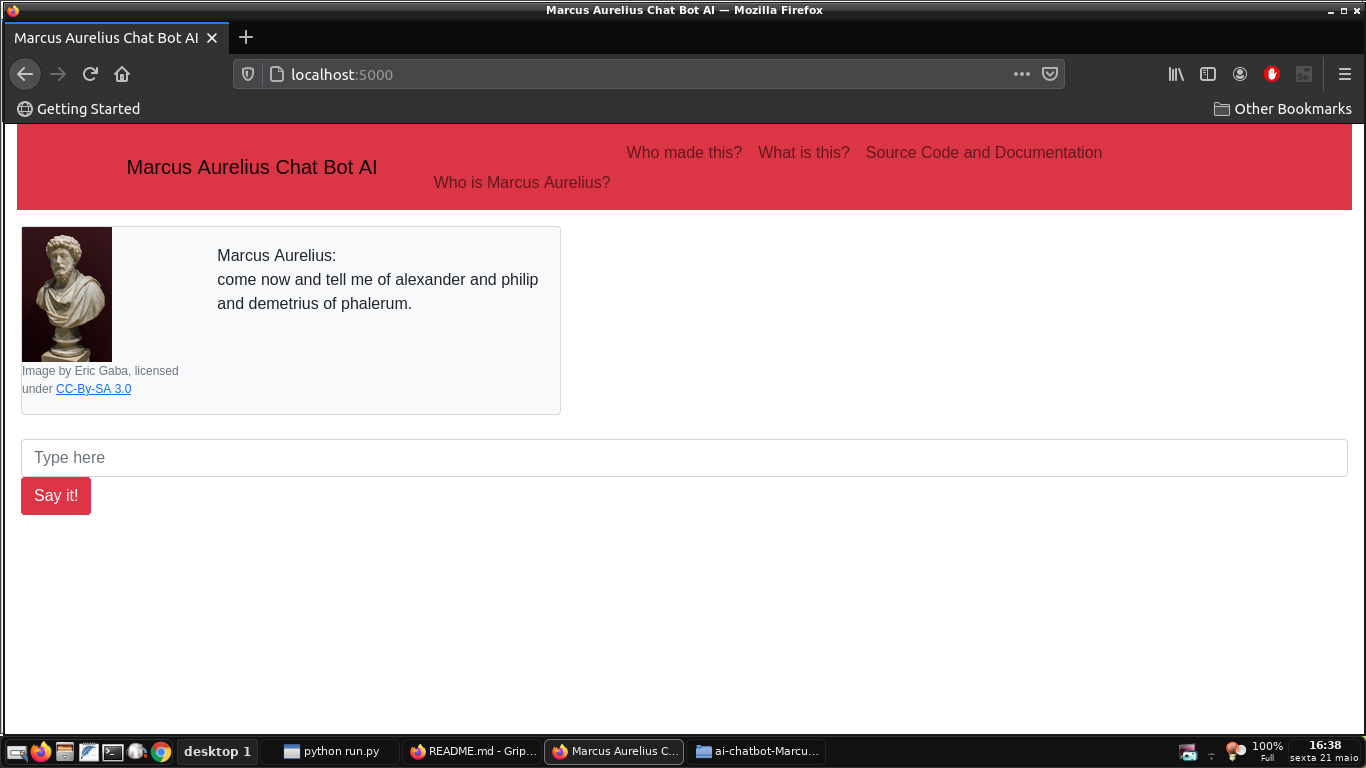 Marcus Aurelius Chat Bot AI — Mozilla Firefox
Marcus Aurelius Chat Bot AI
localhost:5000
Getting Started
Other Bookmarks
Marcus Aurelius Chat Bot AI
Who made this? What is this? Source Code and Documentation
Who is Marcus Aurelius?
Marcus Aurelius:
come now and tell me of alexander and philip
and demetrius of phalerum.
Image by Eric Gaba, licensed
under CC-By-SA 3.0
Type here
Say it!
desktop 1
python run.py
README.md - Grip...
Marcus Aurelius C...
ai-chatbot-Marcu...
100%
Full
16:38
sexta 21 maio